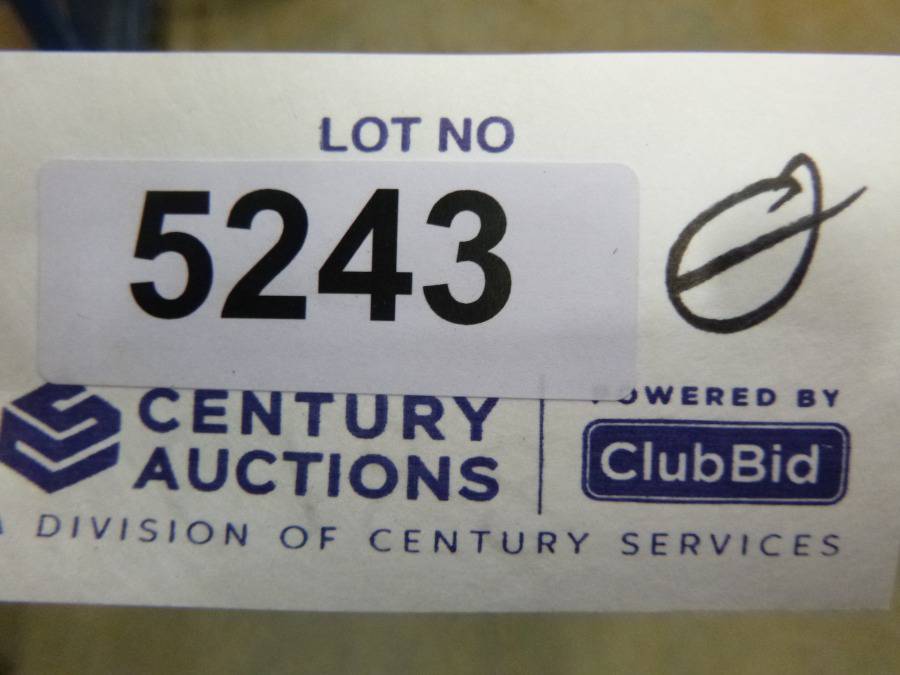 LOT NO
5243
CENTURY
AUCTIONS
POWERED BY
ClubBid
A DIVISION OF CENTURY SERVICES